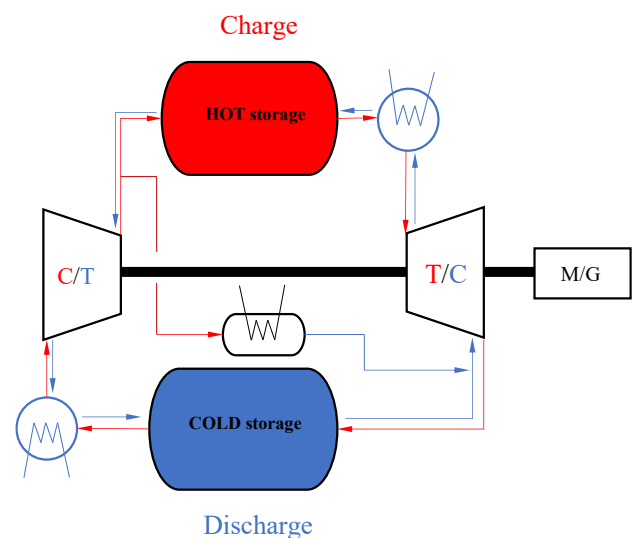 Charge
HOT storage
C/T
T/C
M/G
COLD storage
Discharge